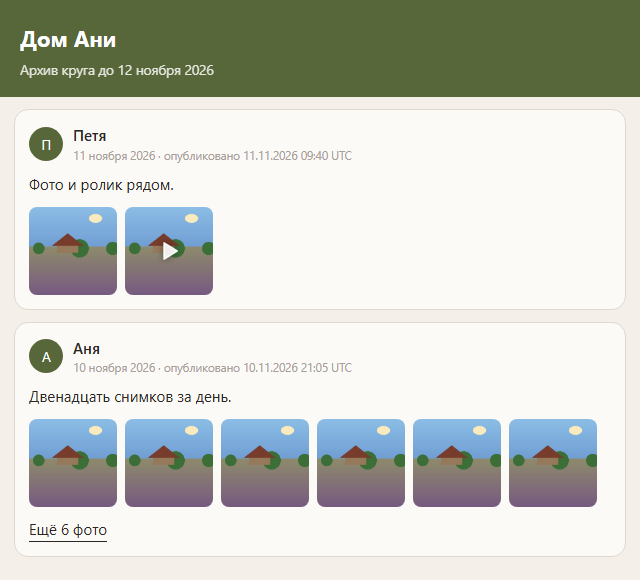 Дом Ани
Архив круга до 12 ноября 2026
П
Петя
11 ноября 2026 · опубликовано 11.11.2026 09:40 UTC
Фото и ролик рядом.
А
Аня
10 ноября 2026 · опубликовано 10.11.2026 21:05 UTC
Двенадцать снимков за день.
Ещё 6 фото